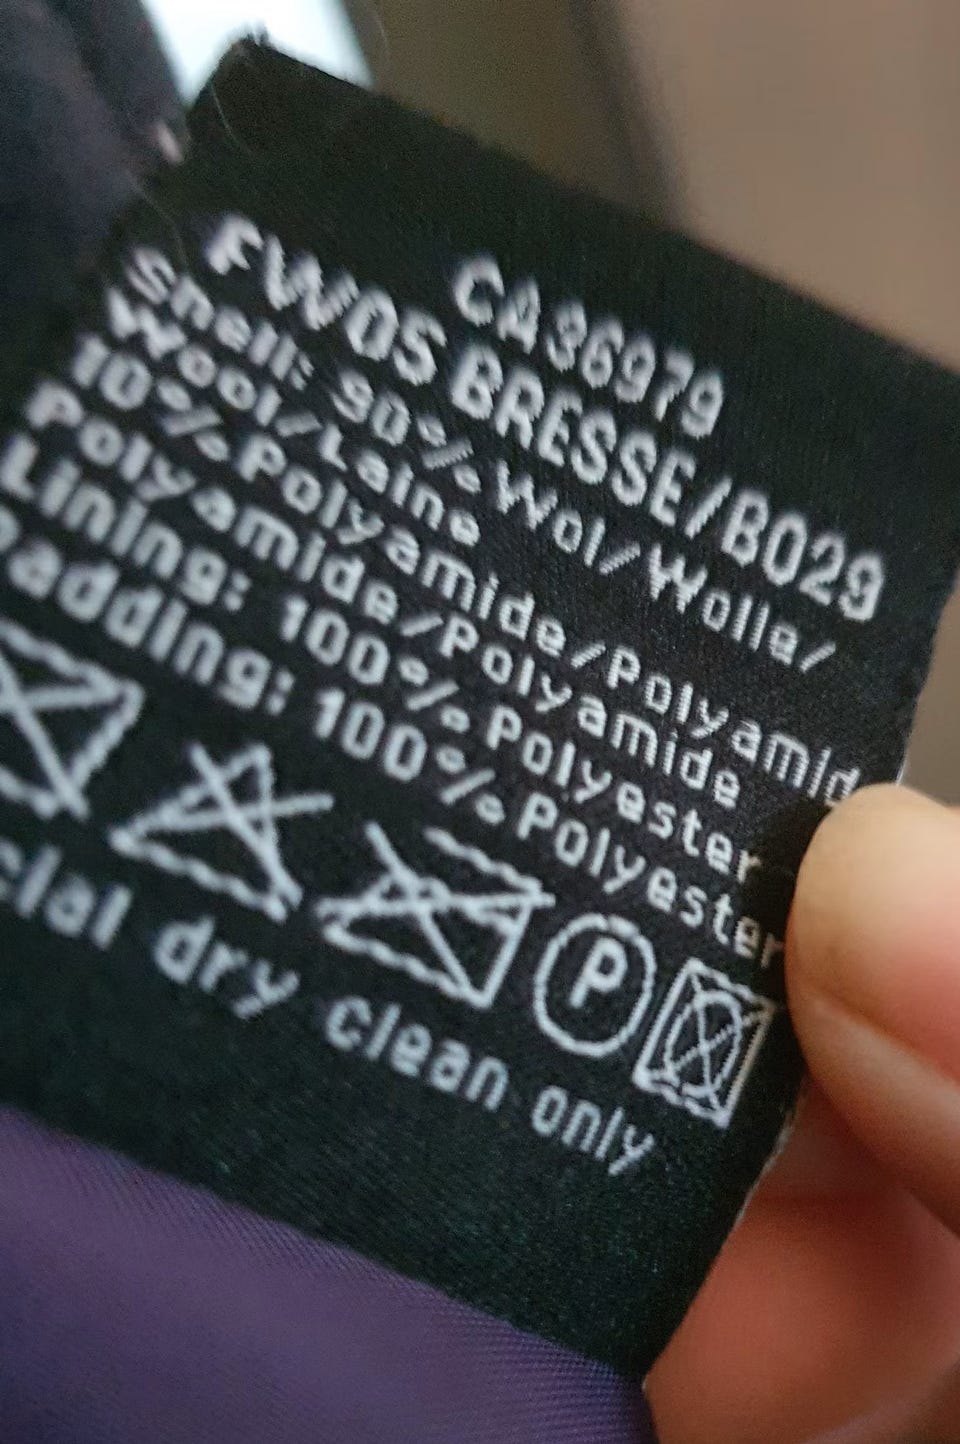 CA36979
FWOS BRESSE/B029
Shell: 90% Wol/Wolle/
Wool/Laine
10% Polyamide/Polyamid
Polyamide/Polyamide
Lining: 100% Polyester
Padding: 100% Polyester
P
cial dry clean only